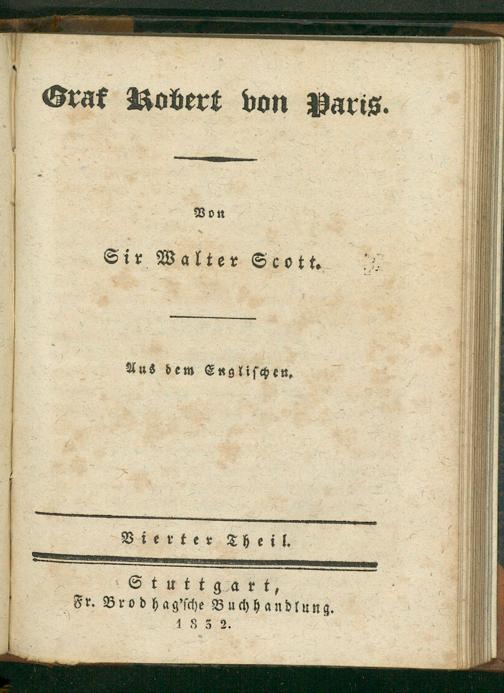 Graf Robert von Paris.
Von
Sir Walter Scott.
Aus dem Englischen.
Vierter Theil.
Stuttgart,
Fr. Brodhag'sche Buchhandlung.
1832.